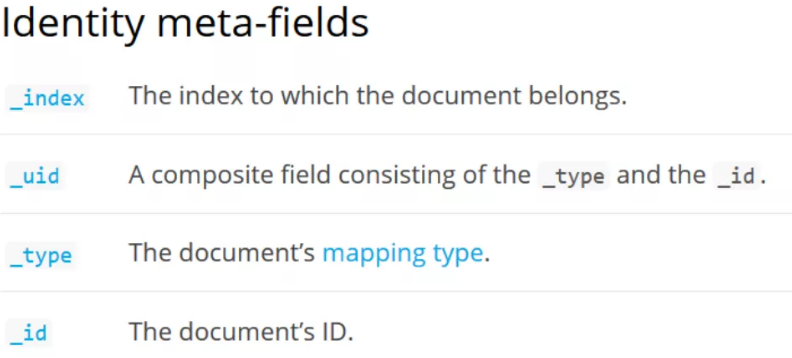 Identity meta-fields
_index The index to which the document belongs.
_uid A composite field consisting of the _type and the _id.
_type The document's mapping type.
_id The document's ID.